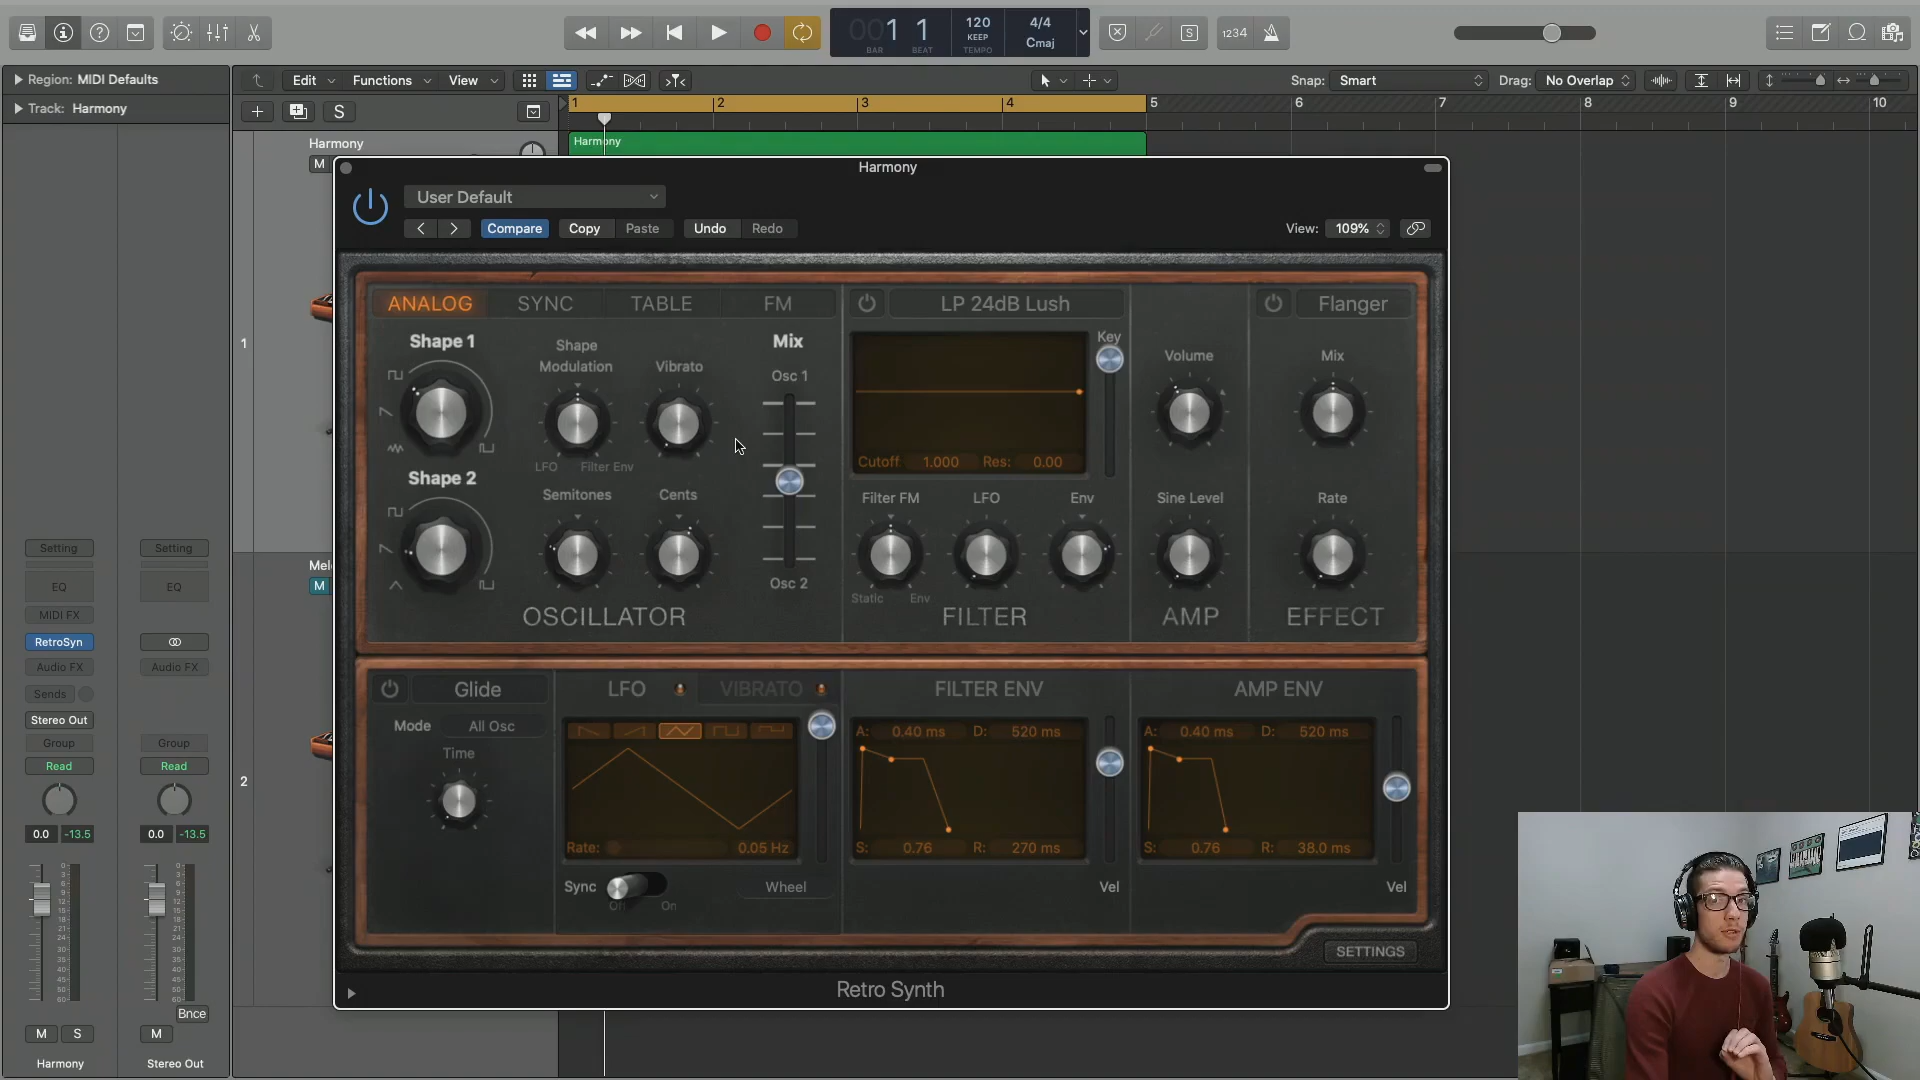 1 1
BAR BEAT
120
KEEP
TEMPO
4/4
Cmaj
S
1234
Region: MIDI Defaults
Track: Harmony
Edit
Functions
View
Snap: Smart
Drag: No Overlap
S
1 2 3 4 5 6 7 8 9 10
Harmony
M
Harmony
Harmony
User Default
Compare
Copy
Paste
Undo
Redo
View: 109%
ANALOG
SYNC
TABLE
FM
LP 24dB Lush
Flanger
Shape 1
Shape Modulation
Vibrato
Mix
Osc 1
LFO
Filter Env
Shape 2
Semitones
Cents
Osc 2
OSCILLATOR
Key
Cutoff: 1.000 Res: 0.00
Filter FM
LFO
Env
Static
Env
FILTER
Volume
Sine Level
AMP
Mix
Rate
EFFECT
Glide
Mode All Osc
Time
LFO
VIBRATO
Rate: 0.05 Hz
Sync
Off
On
Wheel
FILTER ENV
A: 0.40 ms D: 520 ms
S: 0.76 R: 270 ms
Vel
AMP ENV
A: 0.40 ms D: 520 ms
S: 0.76 R: 38.0 ms
Vel
SETTINGS
Retro Synth
1
2
M
Setting
Setting
EQ
EQ
MIDI FX
RetroSyn
Audio FX
Audio FX
Sends
Stereo Out
Group
Group
Read
Read
0.0 -13.5
0.0 -13.5
Bnce
M S
M
Harmony
Stereo Out